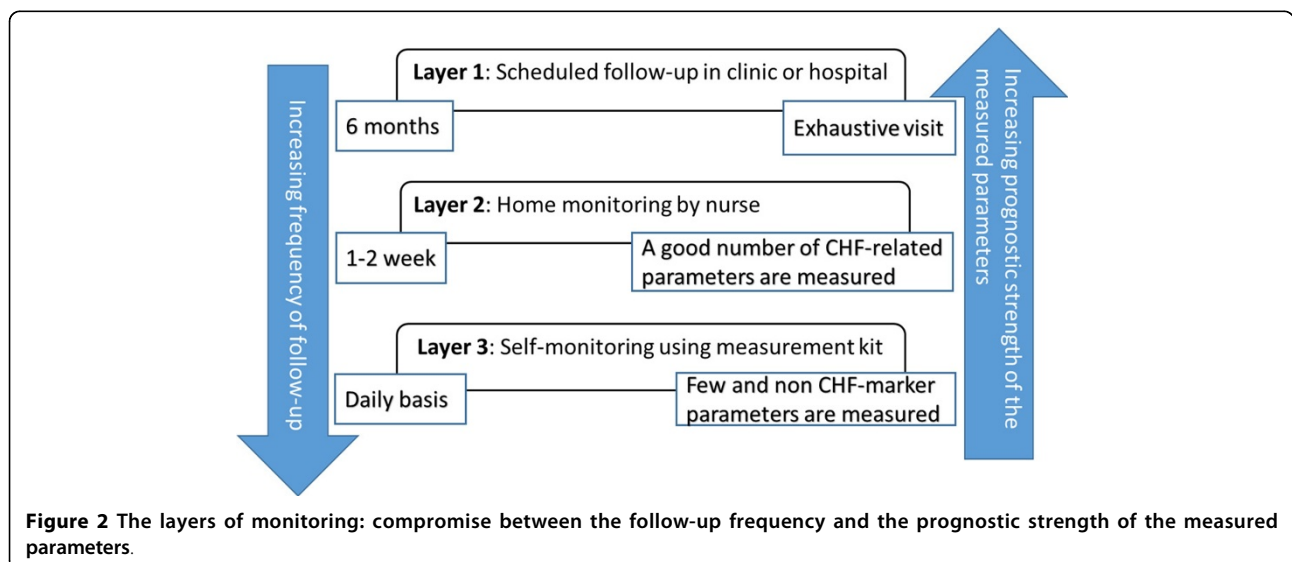 Increasing frequency of follow-up
Layer 1: Scheduled follow-up in clinic or hospital
6 months
Exhaustive visit
Layer 2: Home monitoring by nurse
1-2 week
A good number of CHF-related
parameters are measured
Layer 3: Self-monitoring using measurement kit
Daily basis
Few and non CHF-marker
parameters are measured
Increasing prognostic strength of the
measured parameters
Figure 2 The layers of monitoring: compromise between the follow-up frequency and the prognostic strength of the measured
parameters.